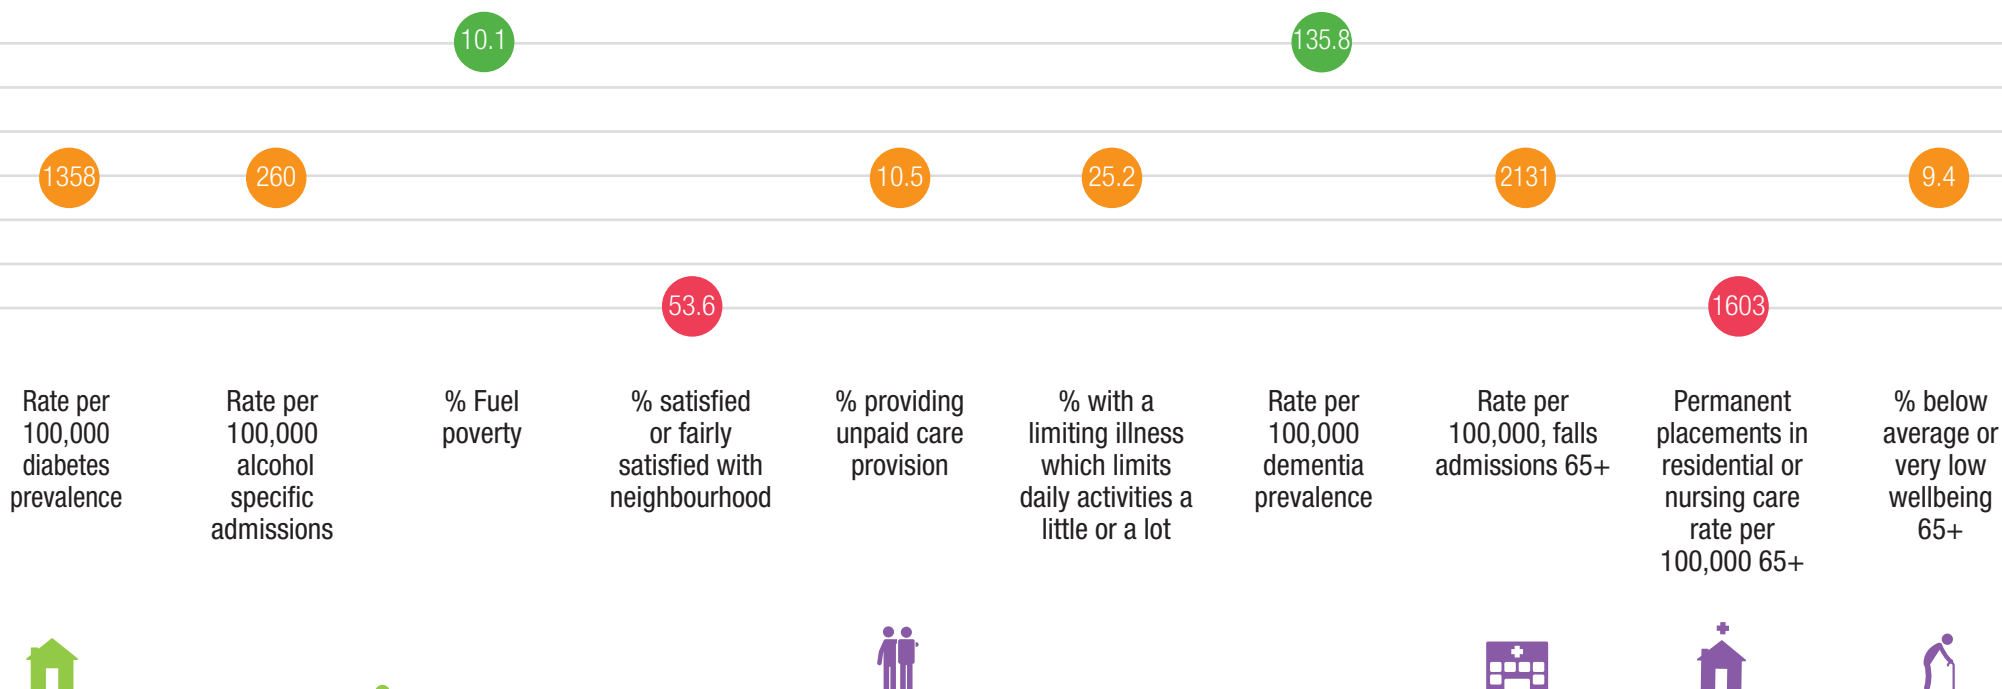 10.1
135.8
1358
260
10.5
25.2
2131
9.4
53.6
1603
Rate per
100,000
diabetes
prevalence
Rate per
100,000
alcohol
specific
admissions
% Fuel
poverty
% satisfied
or fairly
satisfied with
neighbourhood
% providing
unpaid care
provision
% with a
limiting illness
which limits
daily activities a
little or a lot
Rate per
100,000
dementia
prevalence
Rate per
100,000, falls
admissions 65+
Permanent
placements in
residential or
nursing care
rate per
100,000 65+
% below
average or
very low
wellbeing
65+